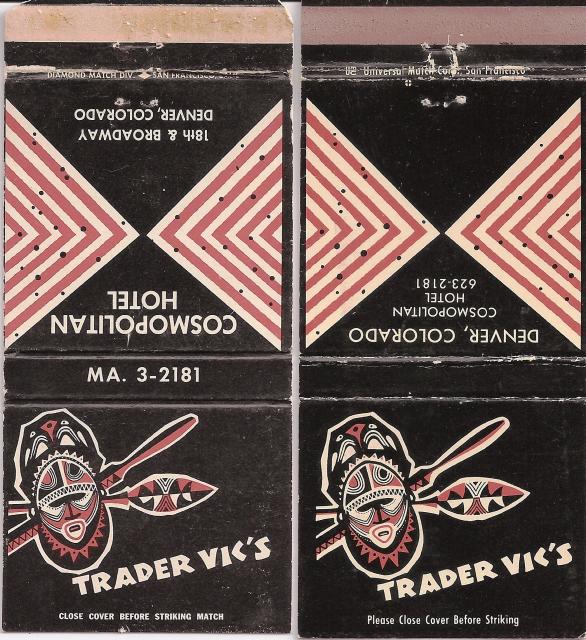 DIAMOND MATCH DIV. SAN FRANCISCO
18th & BROADWAY
DENVER, COLORADO
COSMOPOLITAN
HOTEL
MA. 3-2181
TRADER VIC'S
CLOSE COVER BEFORE STRIKING MATCH
Universal Match Corp., San Francisco
DENVER, COLORADO
COSMOPOLITAN
HOTEL
623-2181
TRADER VIC'S
Please Close Cover Before Striking